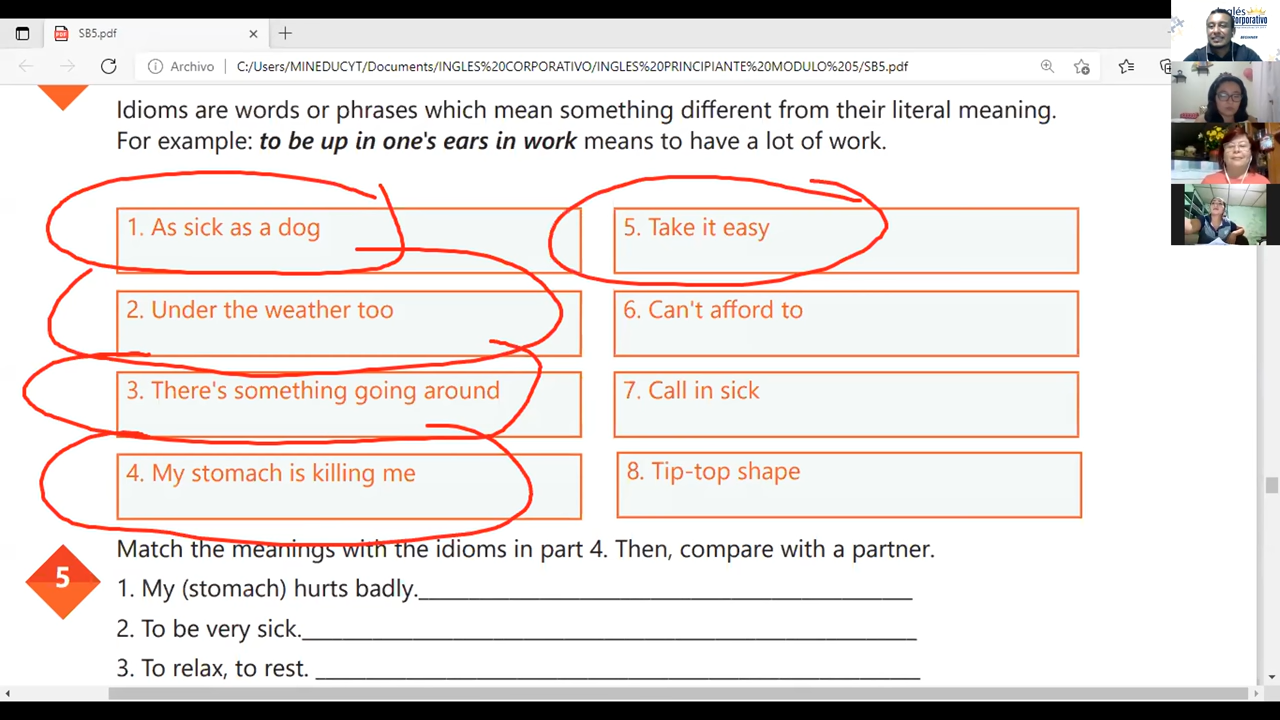 SB5.pdf
Archivo
C:/Users/MINEDUCYT/Documents/INGLES%20CORPORATIVO/INGLES%20PRINCIPIANTE%20MODULO%205/SB5.pdf
Idioms are words or phrases which mean something different from their literal meaning.
For example: to be up in one's ears in work means to have a lot of work.
1. As sick as a dog
2. Under the weather too
3. There's something going around
4. My stomach is killing me
5. Take it easy
6. Can't afford to
7. Call in sick
8. Tip-top shape
5
Match the meanings with the idioms in part 4. Then, compare with a partner.
1. My (stomach) hurts badly.
2. To be very sick.
3. To relax, to rest.
Inglés
Corporativo